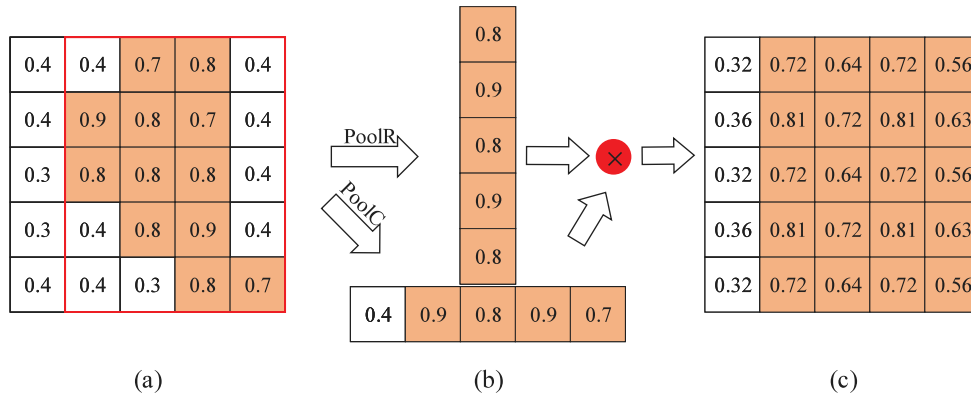 0.4 0.4 0.7 0.8 0.4
0.4 0.9 0.8 0.7 0.4
0.3 0.8 0.8 0.8 0.4
0.3 0.4 0.8 0.9 0.4
0.4 0.4 0.3 0.8 0.7
(a)
PoolR
PoolC
0.8
0.9
0.8
0.9
0.8
0.4 0.9 0.8 0.9 0.7
(b)
×
0.32 0.72 0.64 0.72 0.56
0.36 0.81 0.72 0.81 0.63
0.32 0.72 0.64 0.72 0.56
0.36 0.81 0.72 0.81 0.63
0.32 0.72 0.64 0.72 0.56
(c)